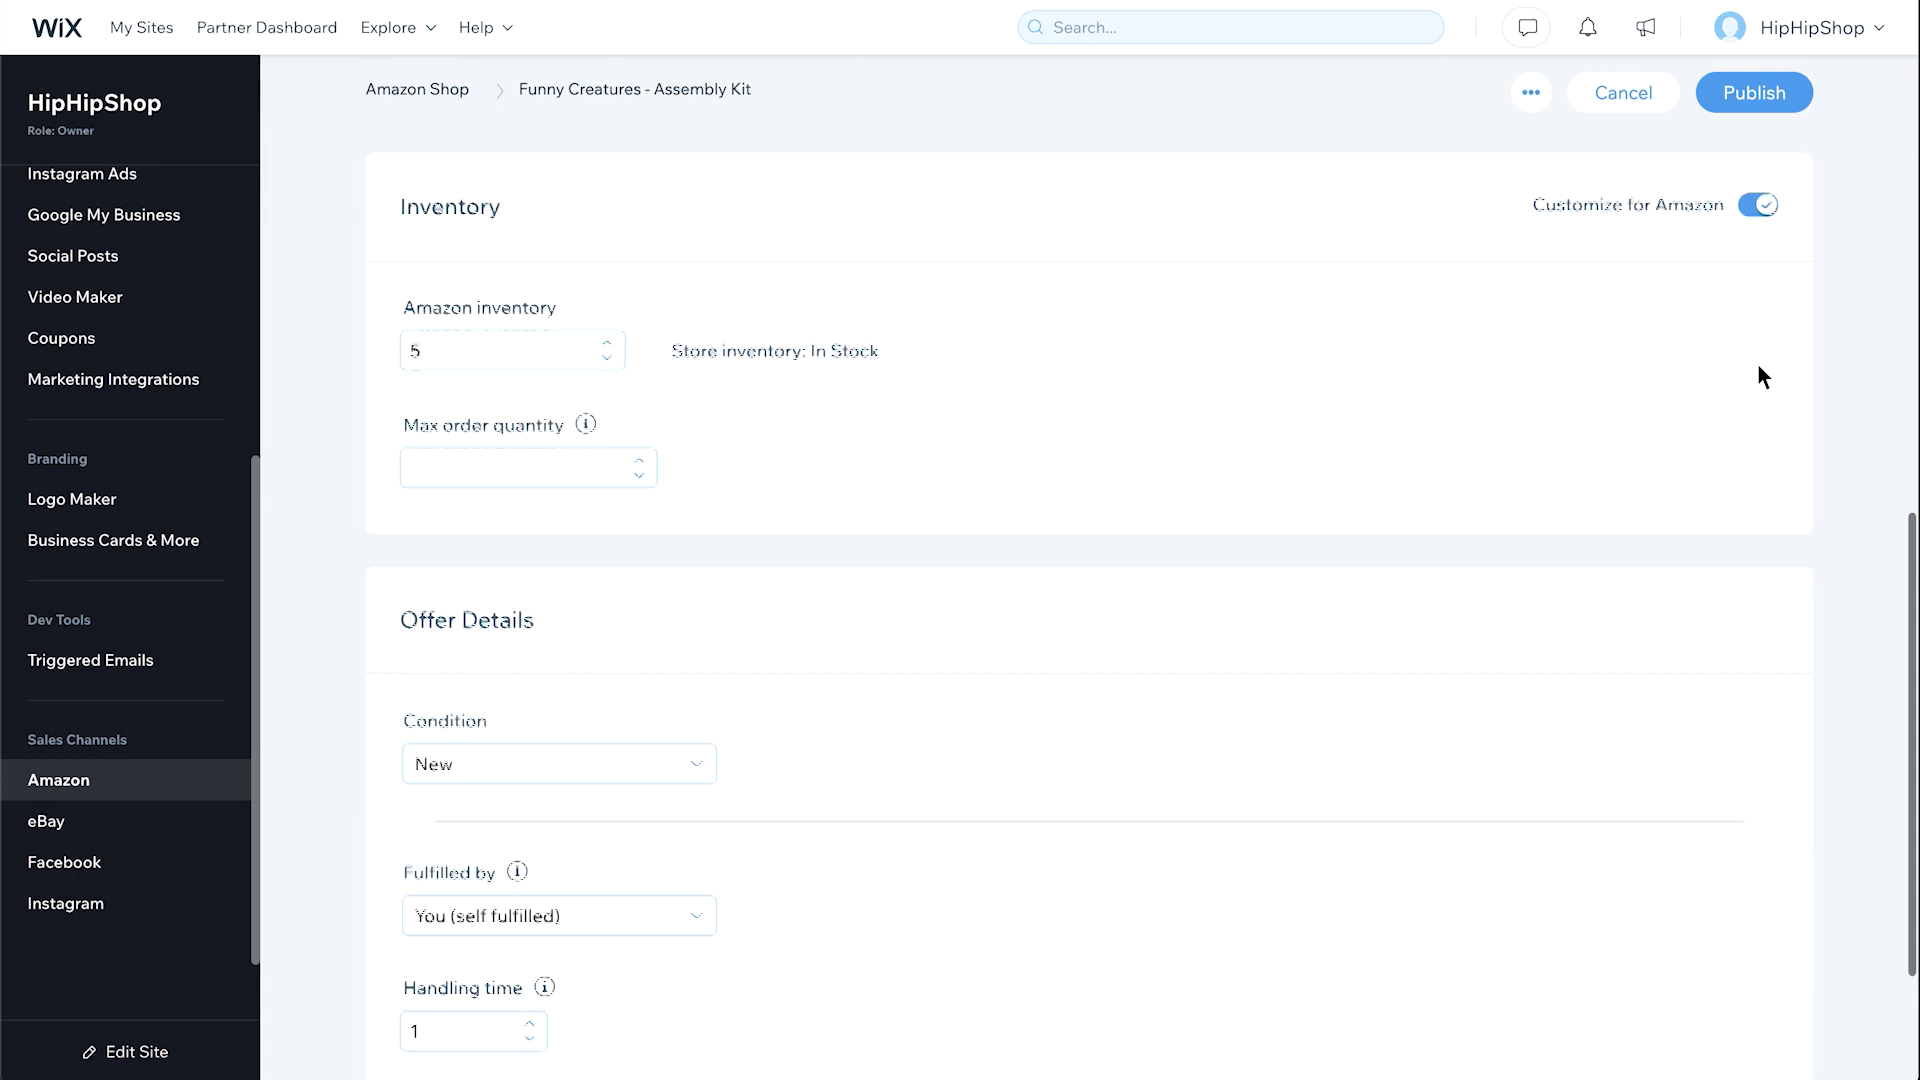 WiX My Sites Partner Dashboard Explore Help Search... HipHipShop
HipHipShop
Role: Owner
Instagram Ads
Google My Business
Social Posts
Video Maker
Coupons
Marketing Integrations
Branding
Logo Maker
Business Cards & More
Dev Tools
Triggered Emails
Sales Channels
Amazon
eBay
Facebook
Instagram
Edit Site
Amazon Shop Funny Creatures - Assembly Kit
Cancel Publish
Inventory Customize for Amazon
Amazon inventory
5 Store inventory: In Stock
Max order quantity
Offer Details
Condition
New
Fulfilled by
You (self fulfilled)
Handling time
1